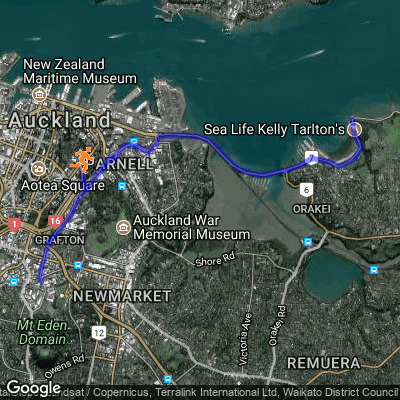 New Zealand
Maritime Museum
Auckland
Sea Life Kelly Tarlton's
PARNELL
Aotea Square
6
ORAKEI
16
1
Auckland War
Memorial Museum
GRAFTON
Shore Rd
NEWMARKET
Mt Eden
Domain
12
Victoria Ave
Orakei Rd
Owens Rd
REMUERA
Google
dsat / Copernicus, Terralink International Ltd, Waikato District Council